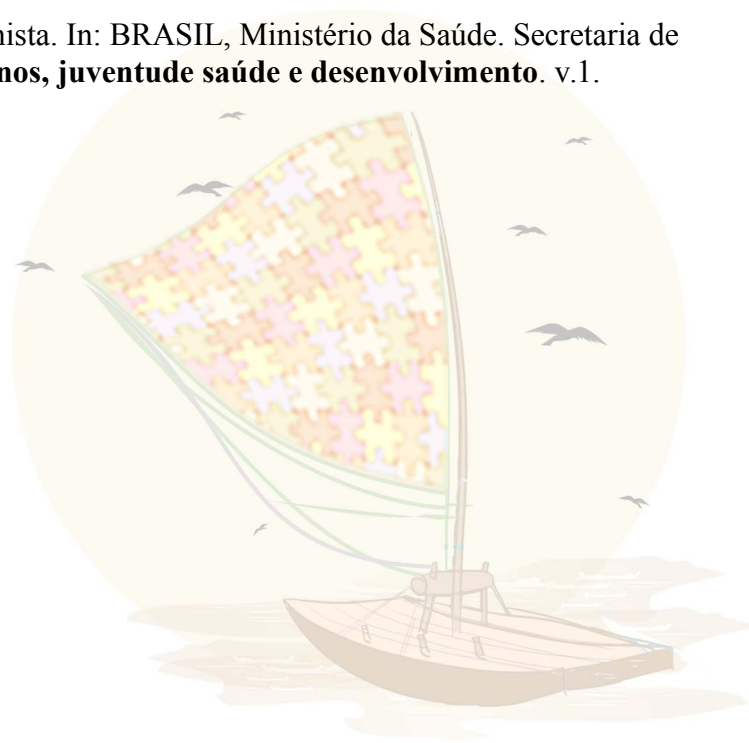 nista. In: BRASIL, Ministério da Saúde. Secretaria de
nos, juventude saúde e desenvolvimento. v.1.